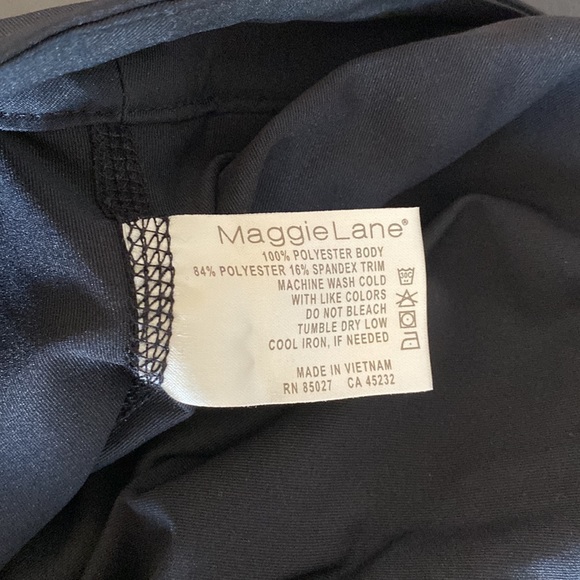 MaggieLane®
100% POLYESTER BODY
84% POLYESTER 16% SPANDEX TRIM
MACHINE WASH COLD
WITH LIKE COLORS
DO NOT BLEACH
TUMBLE DRY LOW
COOL IRON, IF NEEDED
MADE IN VIETNAM
RN 85027 CA 45232